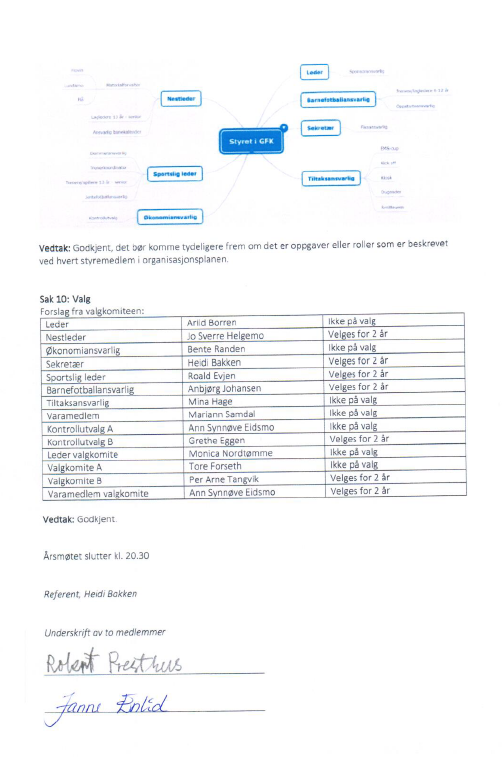 Leder
Nestleder
Barnefotballansvarlig
Sekretær
Styret i GFK
Sportslig leder
Tiltaksansvarlig
Økonomiansvarlig
Vedtak: Godkjent, det bør komme tydeligere frem om det er oppgaver eller roller som er beskrevet
ved hvert styremedlem i organisasjonsplanen.
Sak 10: Valg
Forslag fra valgkomiteen:
Leder Arild Borren Ikke på valg
Nestleder Jo Sverre Helgemo Velges for 2 år
Økonomiansvarlig Bente Randen Ikke på valg
Sekretær Heidi Bakken Velges for 2 år
Sportslig leder Roald Evjen Velges for 2 år
Barnefotballansvarlig Anbjørg Johansen Velges for 2 år
Tiltaksansvarlig Mina Hage Ikke på valg
Varamedlem Mariann Samdal Ikke på valg
Kontrollutvalg A Ann Synnøve Eidsmo Ikke på valg
Kontrollutvalg B Grethe Eggen Velges for 2 år
Leder valgkomite Monica Nordtømme Ikke på valg
Valgkomite A Tore Forseth Ikke på valg
Valgkomite B Per Arne Tangvik Velges for 2 år
Varamedlem valgkomite Ann Synnøve Eidsmo Velges for 2 år
Vedtak: Godkjent.
Årsmøtet slutter kl. 20.30
Referent, Heidi Bakken
Underskrift av to medlemmer
Robert Presthus
Janne